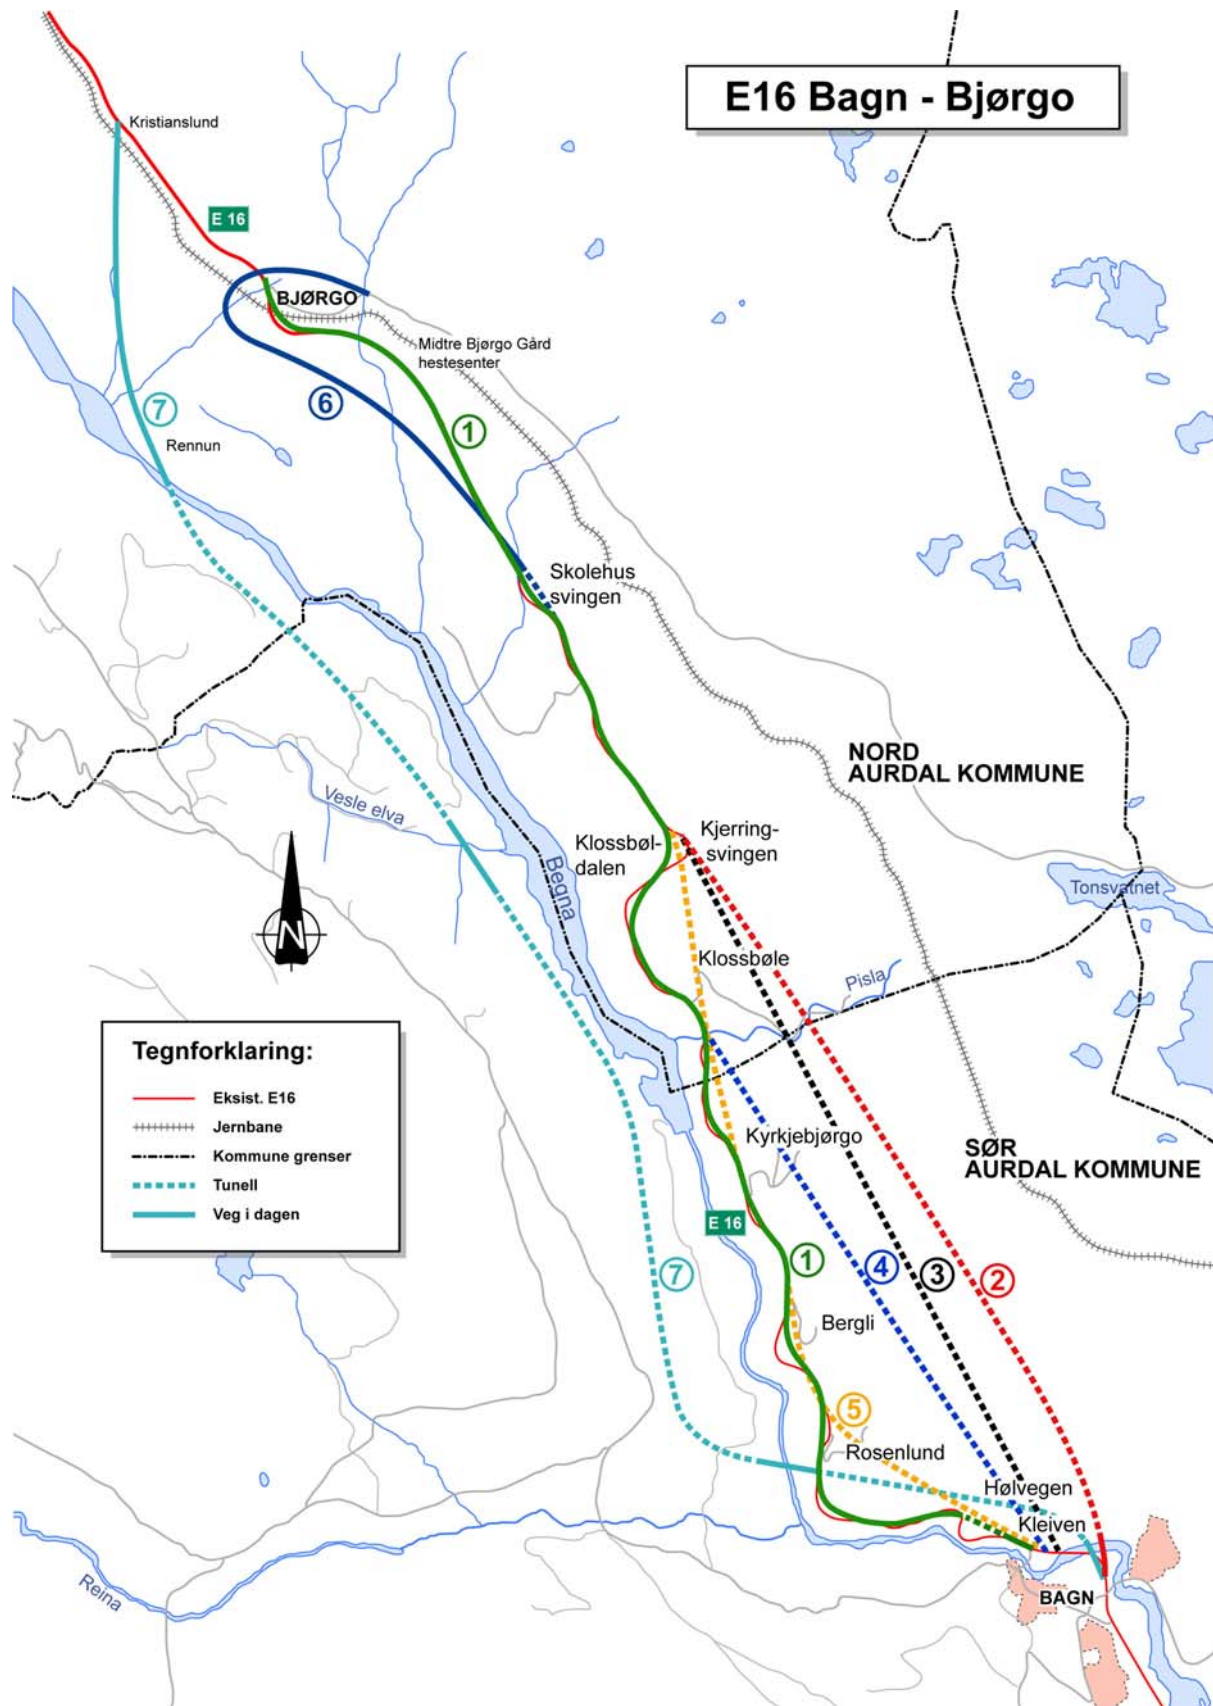 E16 Bagn - Bjørgo
Kristianslund
E 16
BJØRGO
Midtre Bjørgo Gård
hestesenter
6
7
1
Rennun
Skolehus
svingen
NORD
AURDAL KOMMUNE
Vesle elva
Klossbøl-
dalen
Kjerring-
svingen
Begna
Tonsvatnet
N
Klossbøle
Pisla
Tegnforklaring:
Eksist. E16
Jernbane
Kommune grenser
Tunell
Veg i dagen
Kyrkjebjørgo
SØR
AURDAL KOMMUNE
E 16
7
1
4
3
2
Bergli
5
Rosenlund
Hølvegen
Kleiven
Reina
BAGN